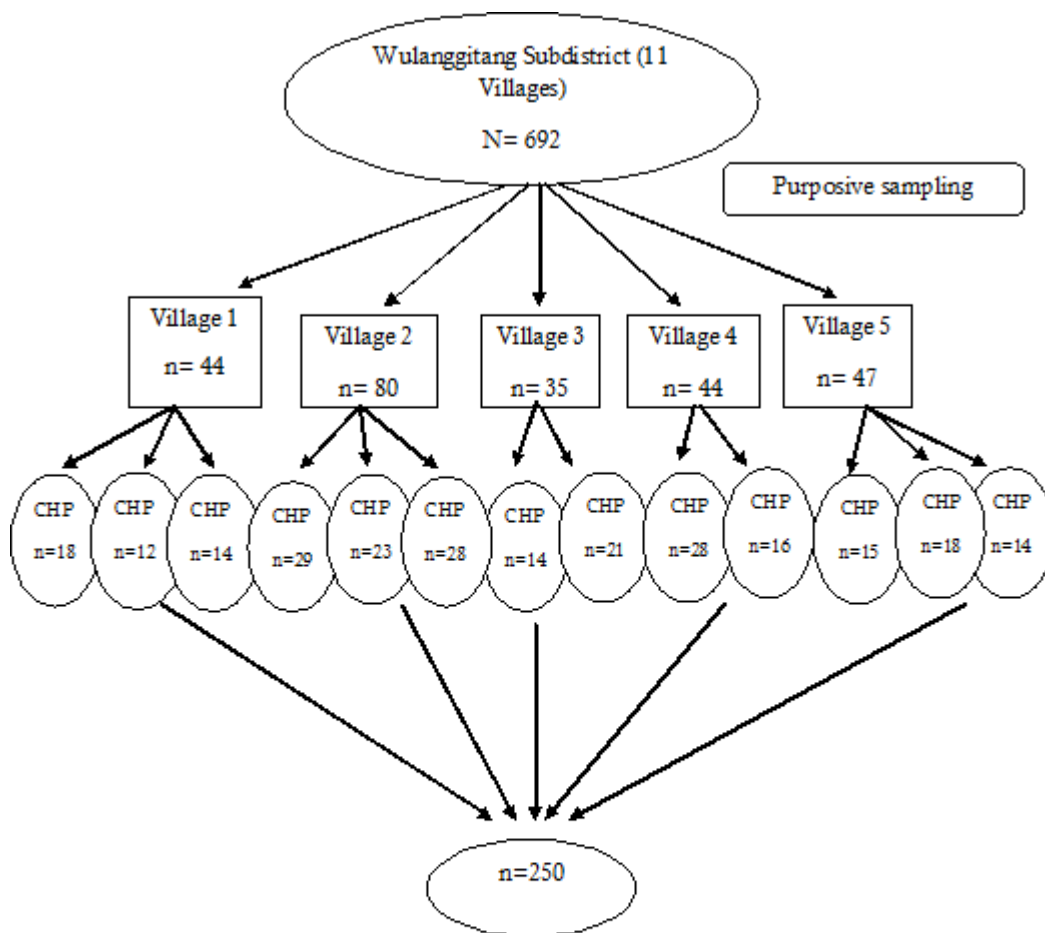 Wulanggitang Subdistrict (11
Villages)
N= 692
Purposive sampling
Village 1
n= 44
Village 2
n= 80
Village 3
n= 35
Village 4
n= 44
Village 5
n= 47
CHP
n=18
CHP
n=12
CHP
n=14
CHP
n=29
CHP
n=23
CHP
n=28
CHP
n=14
CHP
n=21
CHP
n=28
CHP
n=16
CHP
n=15
CHP
n=18
CHP
n=14
n=250